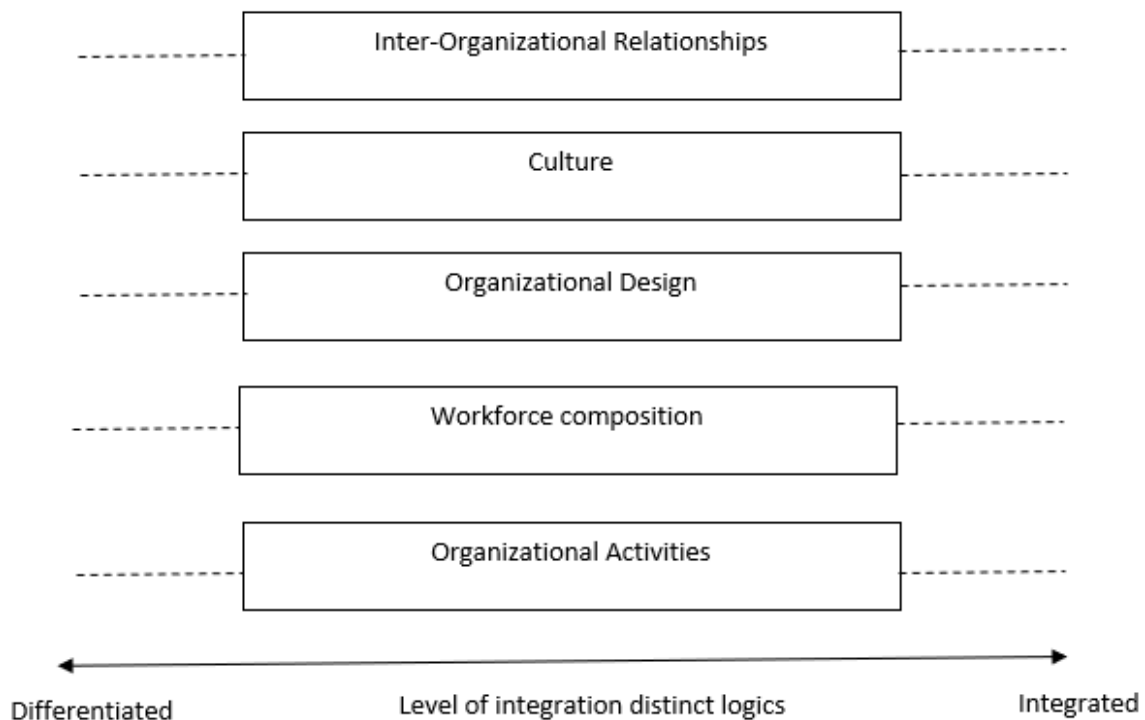 Inter-Organizational Relationships
Culture
Organizational Design
Workforce composition
Organizational Activities
Differentiated
Level of integration distinct logics
Integrated